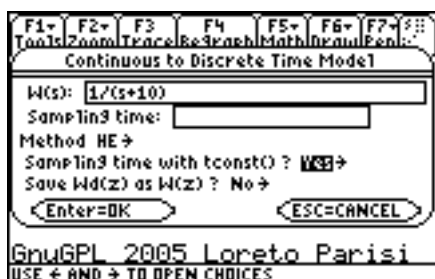 F1▾ F2▾ F3 F4 F5▾ F6▾ F7▾
Tools Zoom Trace ReGraph Math Draw Pen
Continuous to Discrete Time Model
W(s): 1/(s+10)
Sampling time:
Method HE→
Sampling time with tconst() ? Yes→
Save Wd(z) as W(z) ? No→
Enter=OK ESC=CANCEL
GnuGPL 2005 Loreto Parisi
USE ← AND → TO OPEN CHOICES